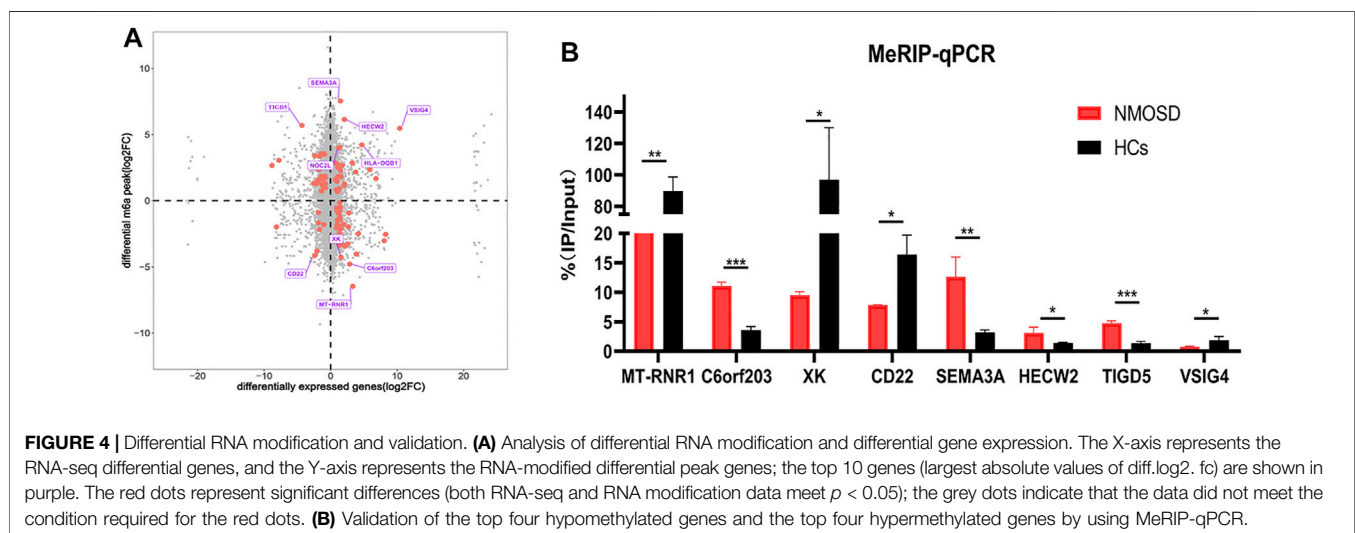 A
differential m6a peak(log2FC)
10
5
0
−5
−10
SEMA3A
TIGD5
VSIG4
HECW2
NOC2L
HLA−DQB1
XK
CD22
C6orf203
MT−RNR1
−20
−10
0
10
20
differentially expressed genes(log2FC)
B
MeRIP-qPCR
NMOSD
HCs
%(IP/Input)
140
120
100
80
60
20
15
10
5
0
**
***
*
*
**
*
***
*
MT-RNR1 C6orf203 XK CD22 SEMA3A HECW2 TIGD5 VSIG4
FIGURE 4 | Differential RNA modification and validation. (A) Analysis of differential RNA modification and differential gene expression. The X-axis represents the
RNA-seq differential genes, and the Y-axis represents the RNA-modified differential peak genes; the top 10 genes (largest absolute values of diff.log2. fc) are shown in
purple. The red dots represent significant differences (both RNA-seq and RNA modification data meet p < 0.05); the grey dots indicate that the data did not meet the
condition required for the red dots. (B) Validation of the top four hypomethylated genes and the top four hypermethylated genes by using MeRIP-qPCR.